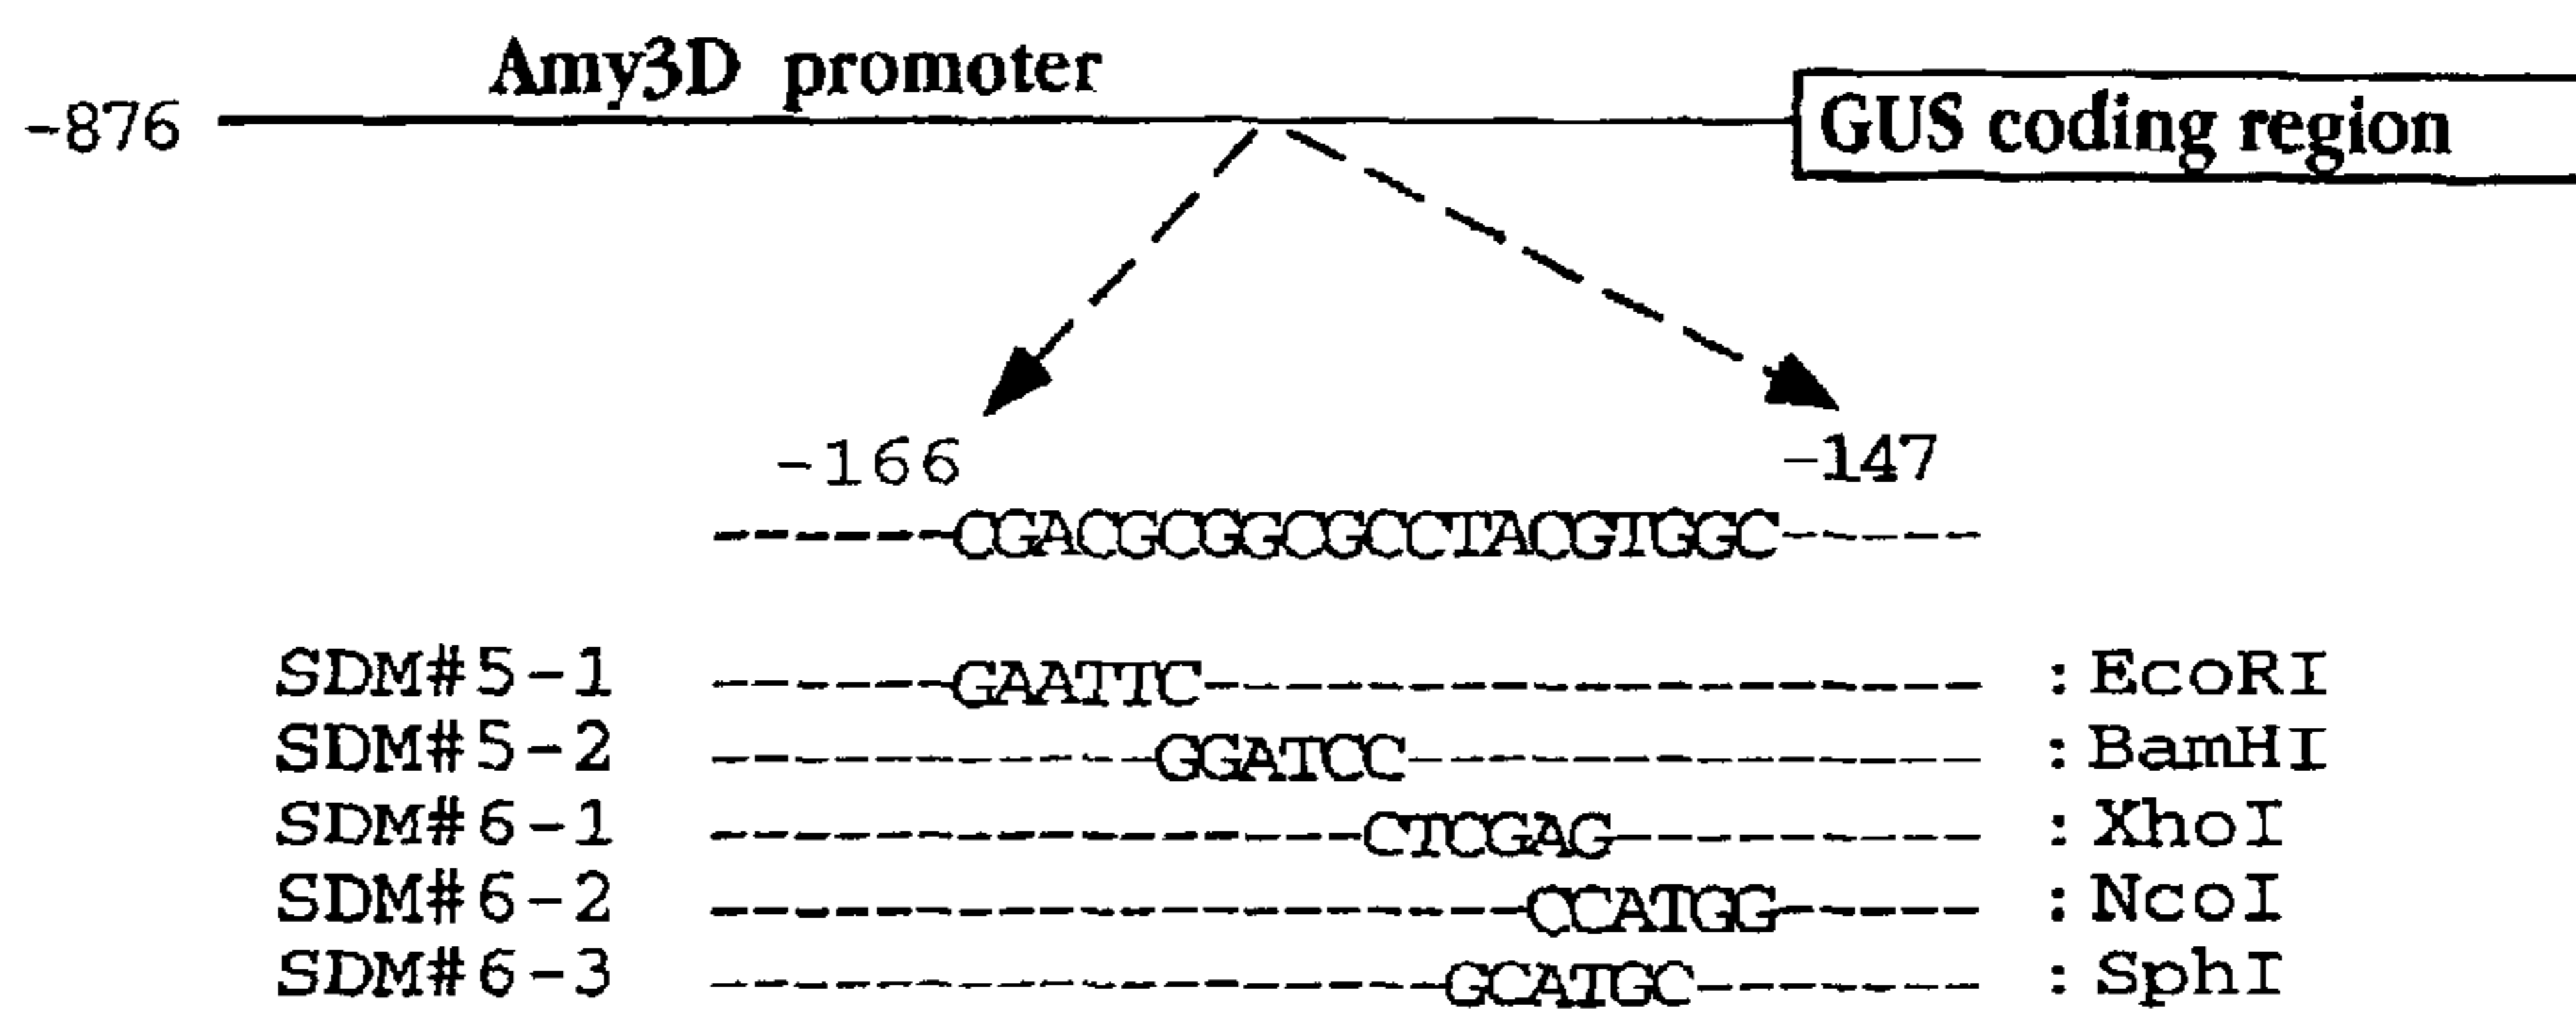 Amy3D promoter
-876 GUS coding region
-166 -147
------CGACGCGGCGCCTACGTGGC-----
SDM#5-1 ------GAATTC------------------- :EcoRI
SDM#5-2 -----------GGATCC-------------- :BamHI
SDM#6-1 ----------------CTCGAG--------- :XhoI
SDM#6-2 --------------------CCATGG----- :NcoI
SDM#6-3 ------------------GCATGC------- :SphI